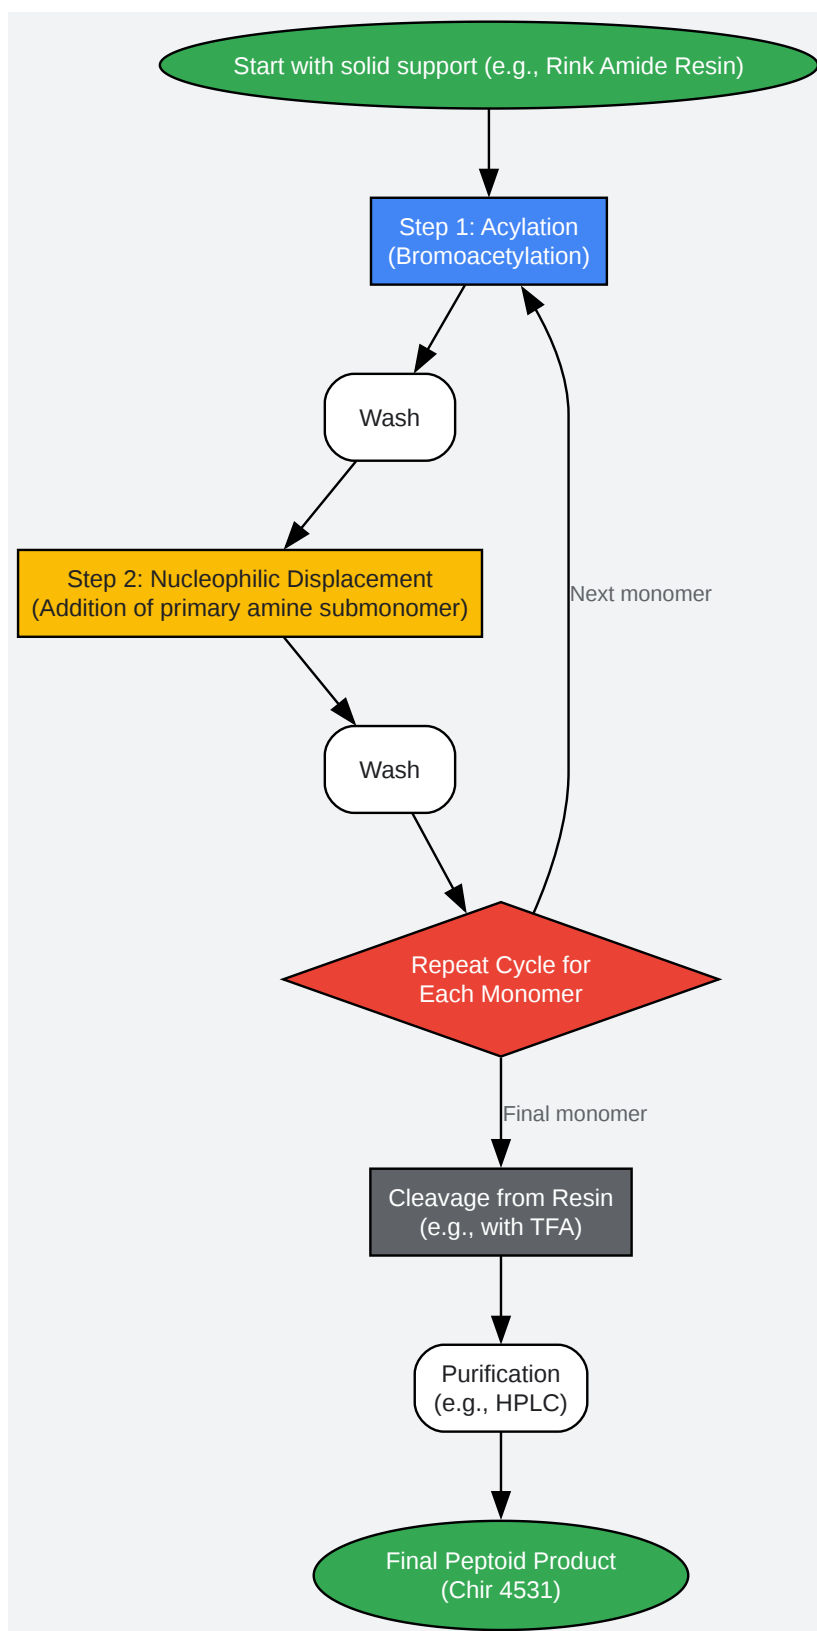 Start with solid support (e.g., Rink Amide Resin)
Step 1: Acylation
(Bromoacetylation)
Wash
Step 2: Nucleophilic Displacement
(Addition of primary amine submonomer)
Next monomer
Wash
Repeat Cycle for
Each Monomer
Final monomer
Cleavage from Resin
(e.g., with TFA)
Purification
(e.g., HPLC)
Final Peptoid Product
(Chir 4531)